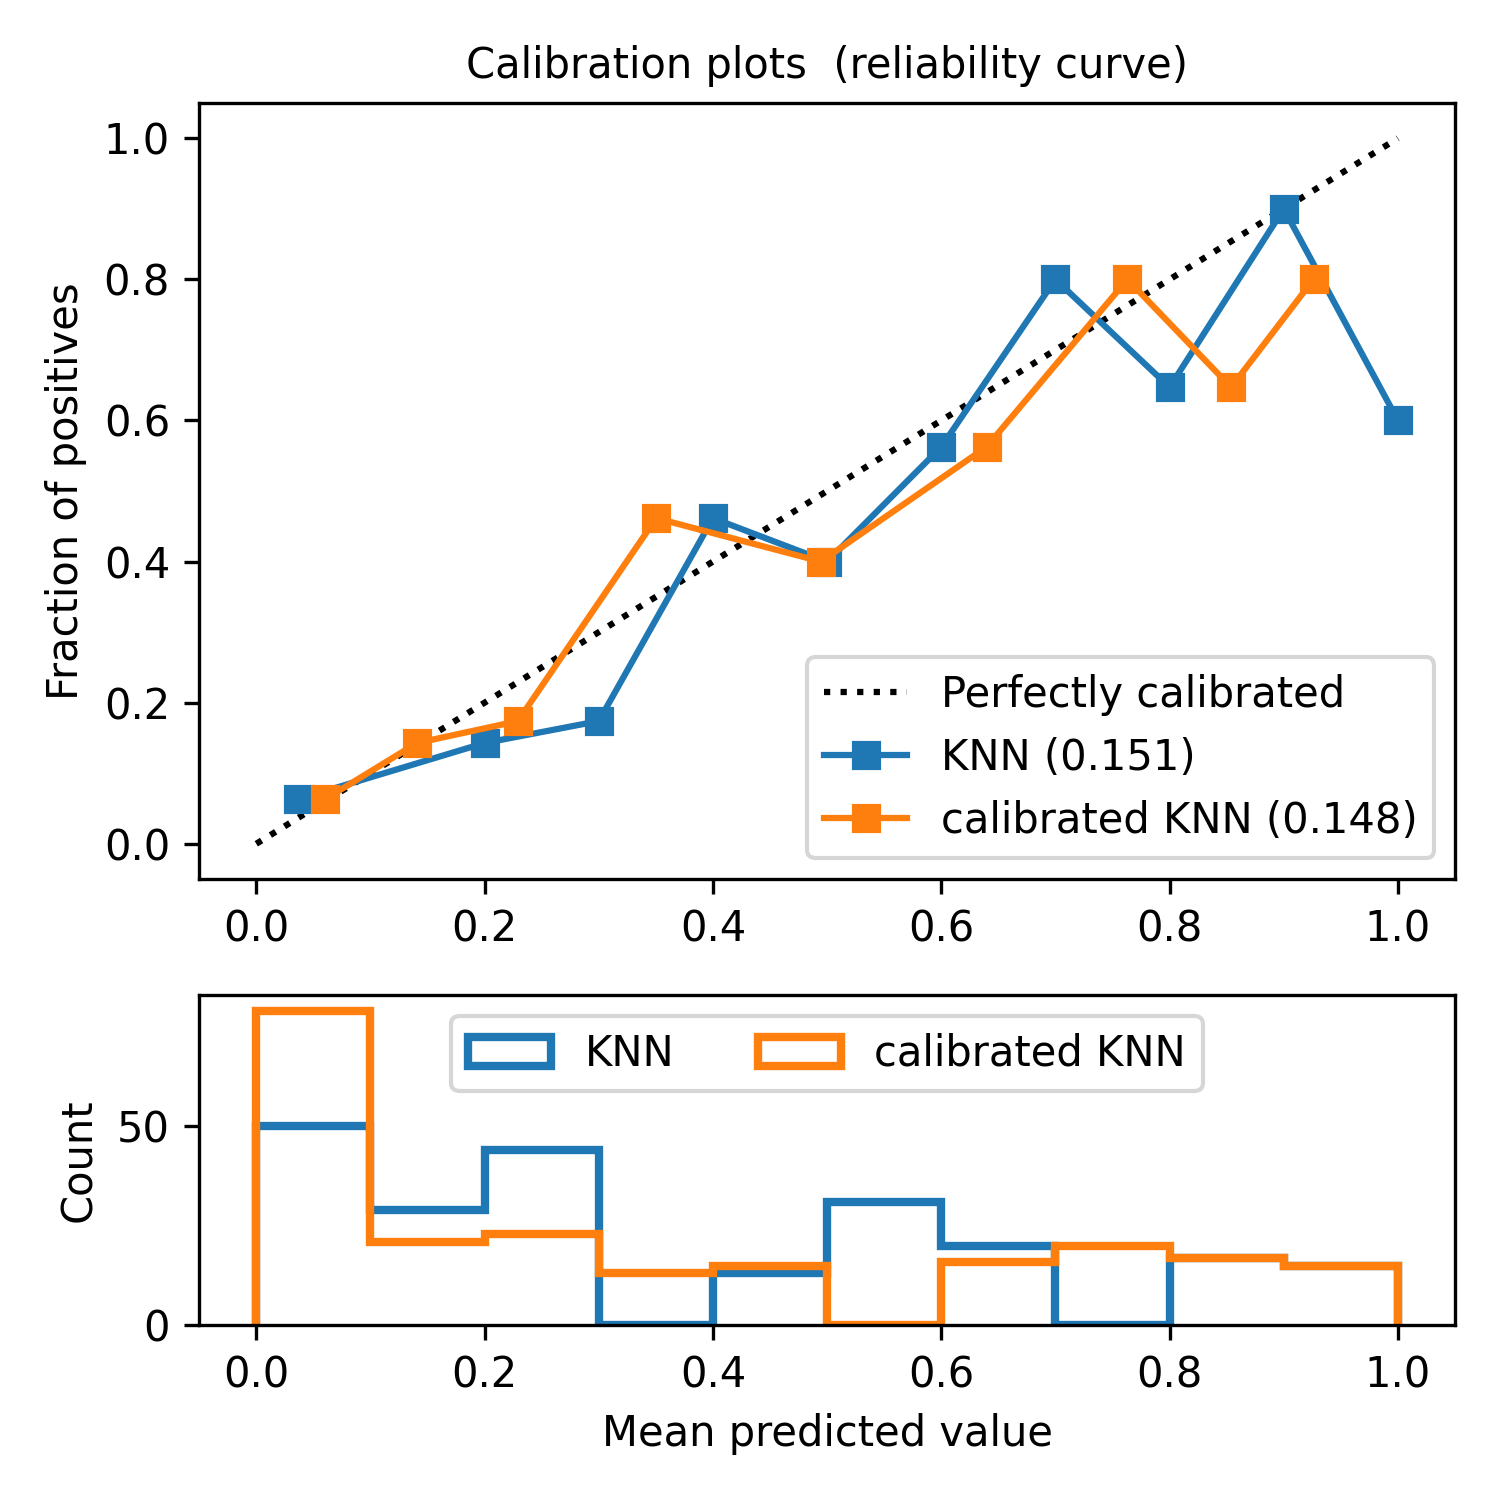 Calibration plots  (reliability curve)
1.0
0.8
0.6
0.4
0.2
0.0
Fraction of positives
Perfectly calibrated
KNN (0.151)
calibrated KNN (0.148)
0.0 0.2 0.4 0.6 0.8 1.0
KNN calibrated KNN
50
0
Count
0.0 0.2 0.4 0.6 0.8 1.0
Mean predicted value